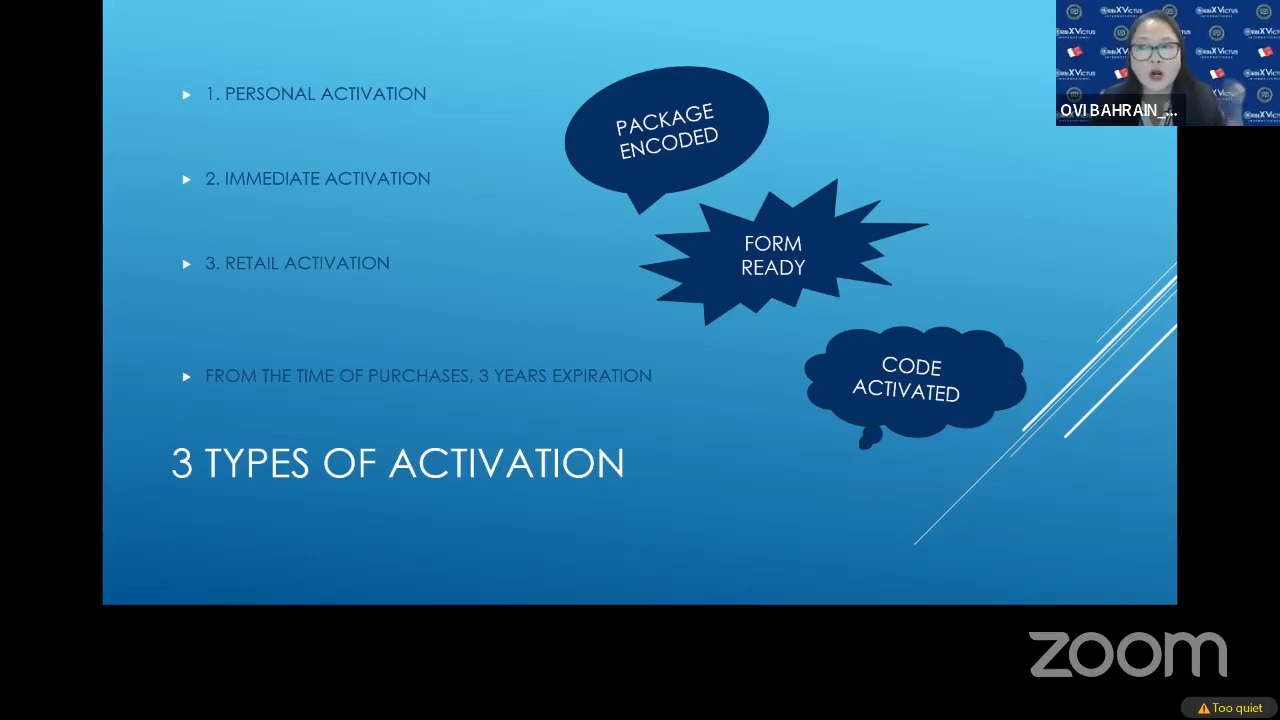 1. PERSONAL ACTIVATION
2. IMMEDIATE ACTIVATION
3. RETAIL ACTIVATION
FROM THE TIME OF PURCHASES, 3 YEARS EXPIRATION
3 TYPES OF ACTIVATION
PACKAGE
ENCODED
FORM
READY
CODE
ACTIVATED
OVI BAHRAIN_...
zoom
Too quiet